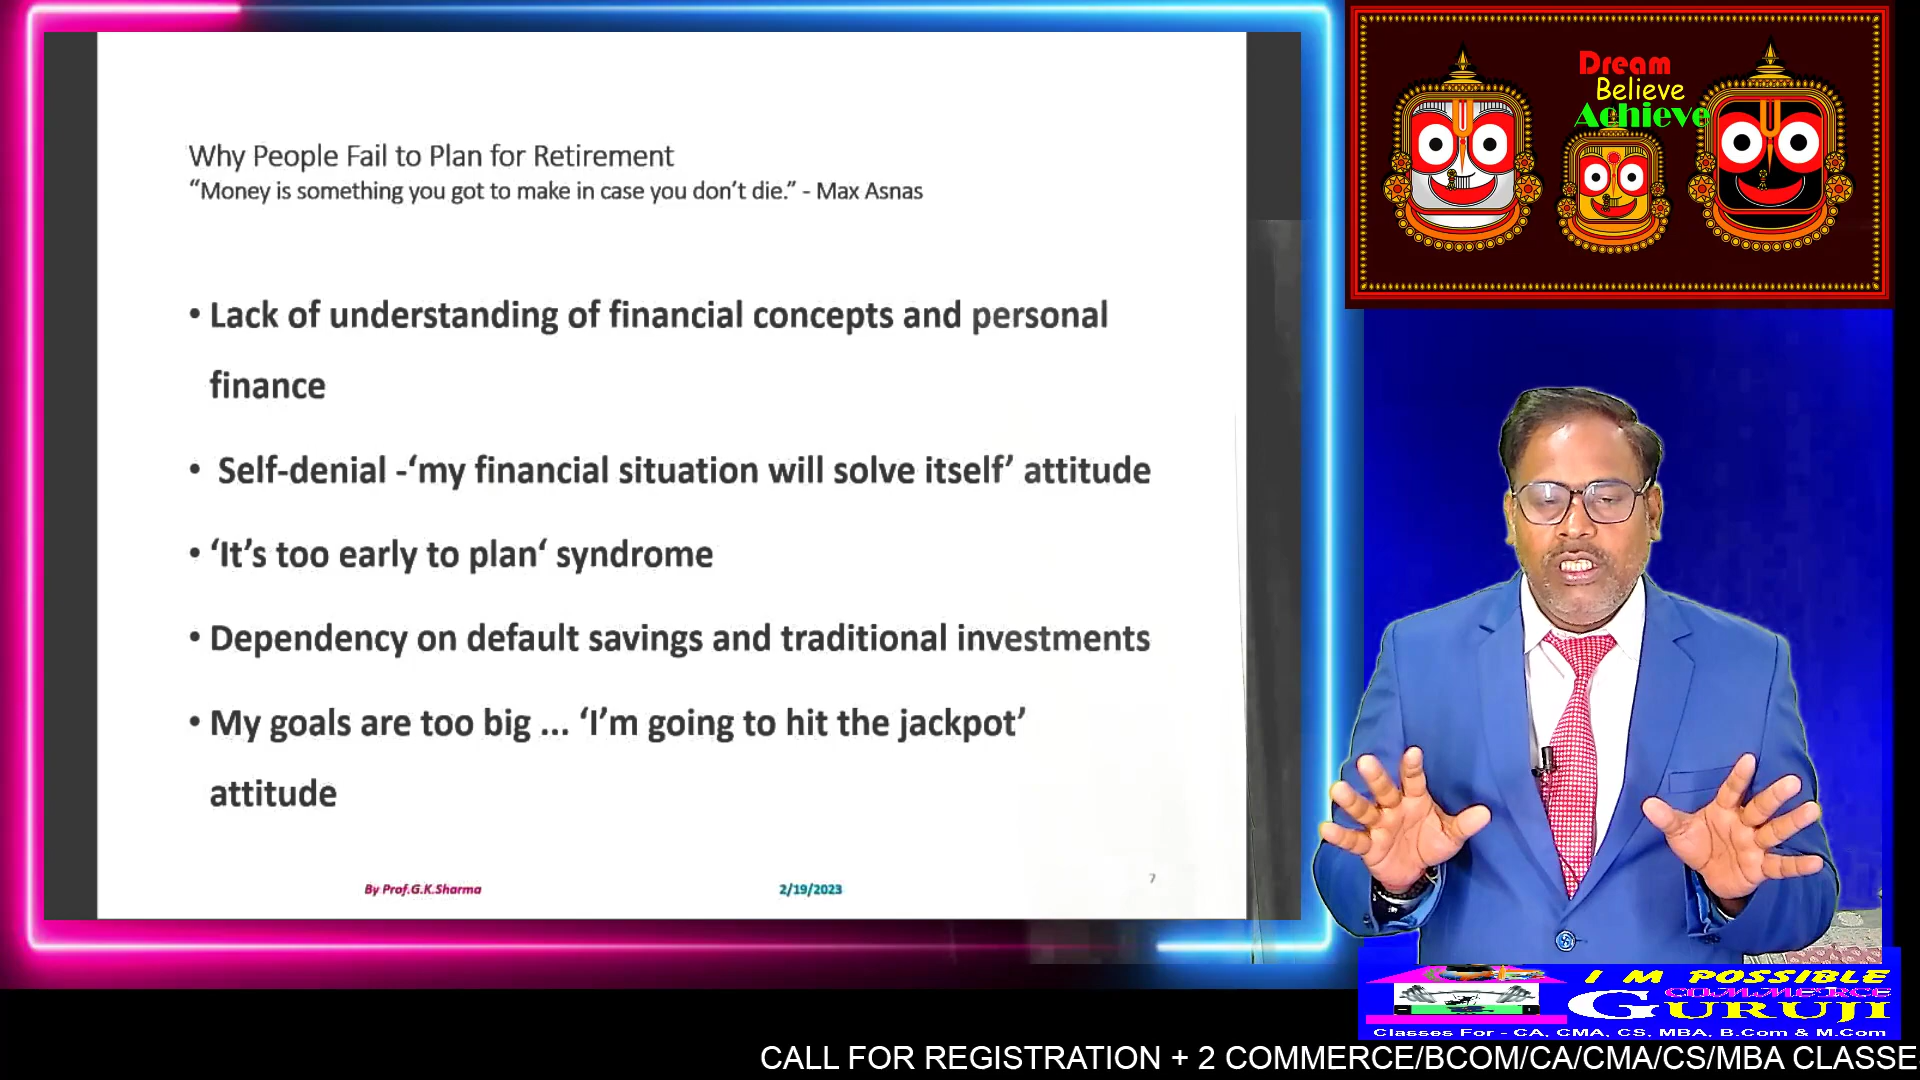 Why People Fail to Plan for Retirement
“Money is something you got to make in case you don’t die.” - Max Asnas
• Lack of understanding of financial concepts and personal
finance
• Self-denial -‘my financial situation will solve itself’ attitude
• ‘It’s too early to plan‘ syndrome
• Dependency on default savings and traditional investments
• My goals are too big ... ‘I’m going to hit the jackpot’
attitude
By Prof.G.K.Sharma
2/19/2023
7
Dream
Believe
Achieve
I M POSSIBLE
COMMERCE
GURUJI
Classes For - CA, CMA, CS, MBA, B.Com & M.Com
CALL FOR REGISTRATION + 2 COMMERCE/BCOM/CA/CMA/CS/MBA CLASSE